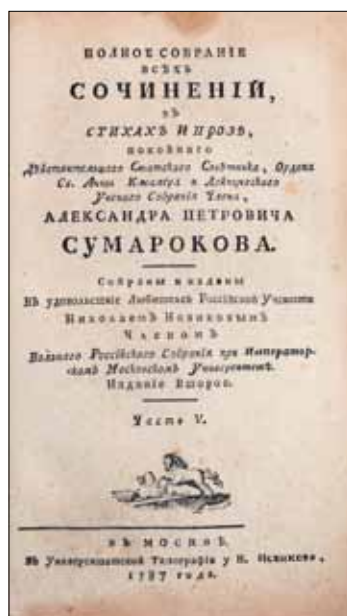 ПОЛНОЕ СОБРАНІЕ
ВСѢХЪ
СОЧИНЕНІЙ,
ВЪ
СТИХАХЪ И ПРОЗѢ,
ПОКОЙНАГО
Дѣйствительнаго Статскаго Совѣтника, Ордена
Св. Анны Кавалера и Лейпцигскаго
Ученаго Собранія Члена,
АЛЕКСАНДРА ПЕТРОВИЧА
СУМАРОКОВА.
Собраны и изданы
Въ удовольствіе Любителей Россійской Учености
Николаемъ Новиковымъ
Членомъ
Вольнаго Россійскаго Собранія при Император-
скомъ Московскомъ Университетѣ.
Изданіе Второе.
Часть V.
ВЪ МОСКВѢ.
Въ Университетской Типографіи у Н. Новикова,
1787 года.